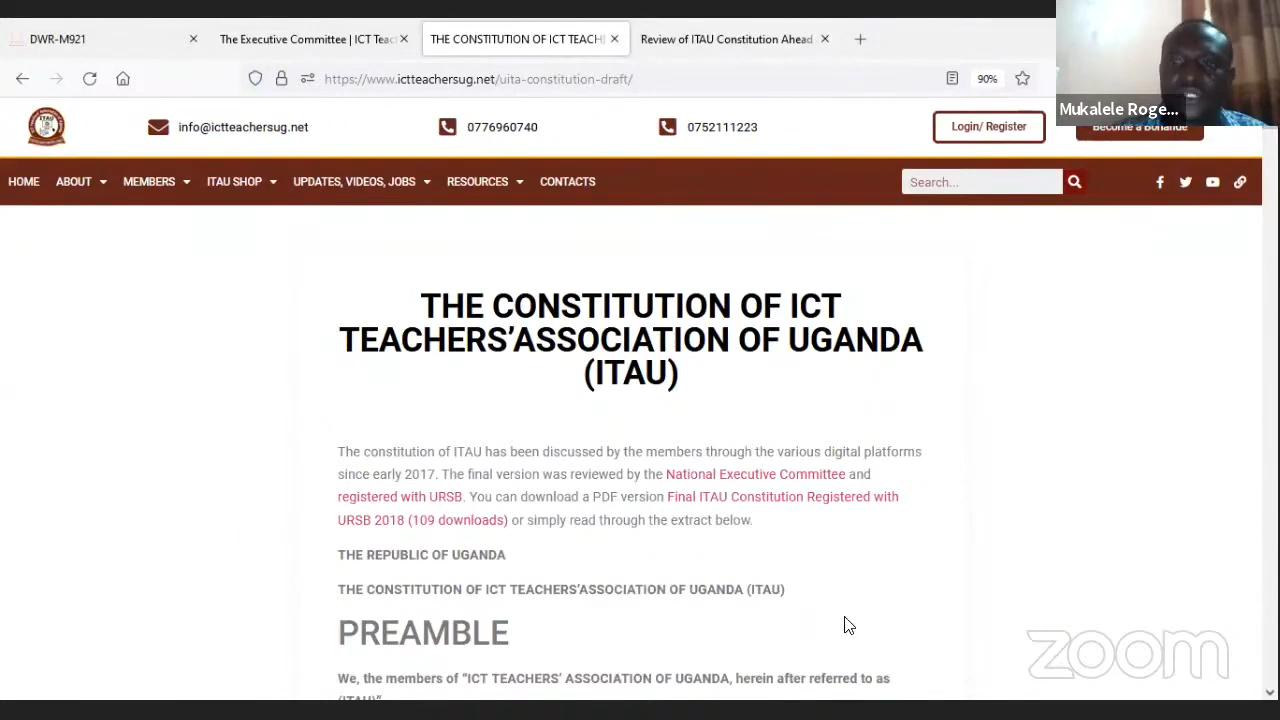 DWR-M921
The Executive Committee | ICT Teac
THE CONSTITUTION OF ICT TEACH
Review of ITAU Constitution Ahead
https://www.ictteachersug.net/uita-constitution-draft/
90%
Mukalele Roge...
ITAU
info@ictteachersug.net
0776960740
0752111223
Login/ Register
Become a Bonafide
HOME
ABOUT
MEMBERS
ITAU SHOP
UPDATES, VIDEOS, JOBS
RESOURCES
CONTACTS
Search...
THE CONSTITUTION OF ICT
TEACHERS’ASSOCIATION OF UGANDA
(ITAU)
The constitution of ITAU has been discussed by the members through the various digital platforms
since early 2017. The final version was reviewed by the National Executive Committee and
registered with URSB. You can download a PDF version Final ITAU Constitution Registered with
URSB 2018 (109 downloads) or simply read through the extract below.
THE REPUBLIC OF UGANDA
THE CONSTITUTION OF ICT TEACHERS’ASSOCIATION OF UGANDA (ITAU)
PREAMBLE
We, the members of “ICT TEACHERS’ ASSOCIATION OF UGANDA, herein after referred to as
(ITAU)”
zoom